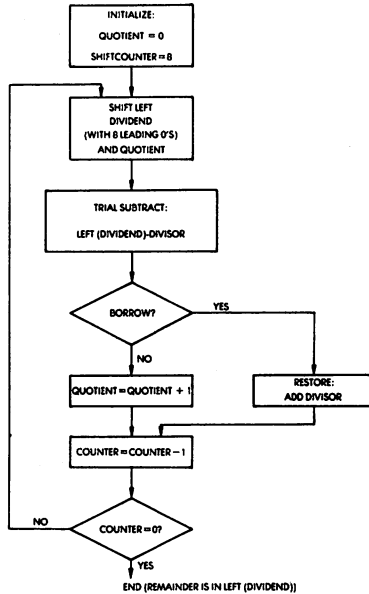 INITIALIZE:
QUOTIENT = 0
SHIFTCOUNTER = 8
SHIFT LEFT
DIVIDEND
(WITH 8 LEADING 0'S)
AND QUOTIENT
TRIAL SUBTRACT:
LEFT (DIVIDEND)-DIVISOR
BORROW?
YES
NO
QUOTIENT = QUOTIENT + 1
RESTORE:
ADD DIVISOR
COUNTER = COUNTER - 1
NO
COUNTER = 0?
YES
END (REMAINDER IS IN LEFT (DIVIDEND))